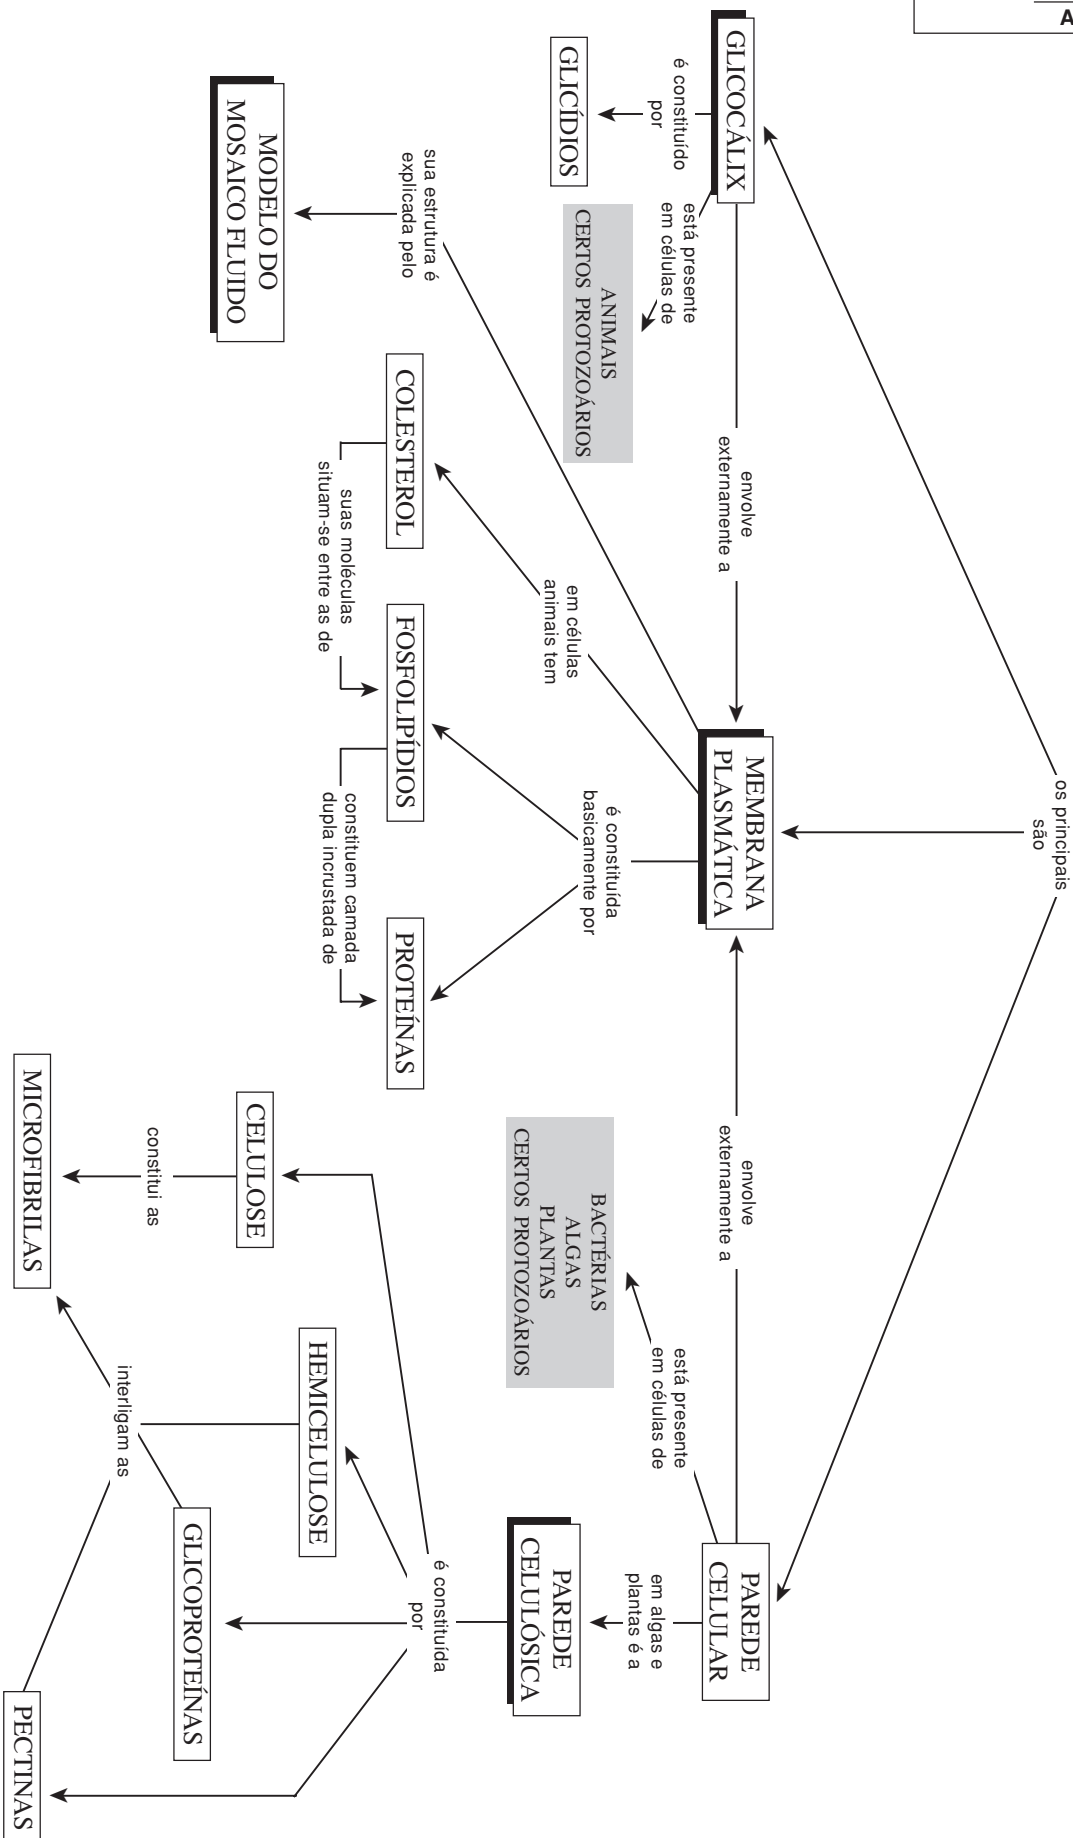 A
os principais
são
GLICOCÁLIX
envolve
externamente a
MEMBRANA
PLASMÁTICA
envolve
externamente a
PAREDE
CELULAR
é constituído
por
GLICÍDIOS
está presente
em células de
ANIMAIS
CERTOS PROTOZOÁRIOS
sua estrutura é
explicada pelo
MODELO DO
MOSAICO FLUIDO
em células
animais tem
COLESTEROL
suas moléculas
situam-se entre as de
é constituída
basicamente por
FOSFOLIPÍDIOS
constituem camada
dupla incrustada de
PROTEÍNAS
está presente
em células de
BACTÉRIAS
ALGAS
PLANTAS
CERTOS PROTOZOÁRIOS
em algas e
plantas é a
PAREDE
CELULÓSICA
é constituída
por
CELULOSE
constitui as
MICROFIBRILAS
HEMICELULOSE
interligam as
GLICOPROTEÍNAS
PECTINAS